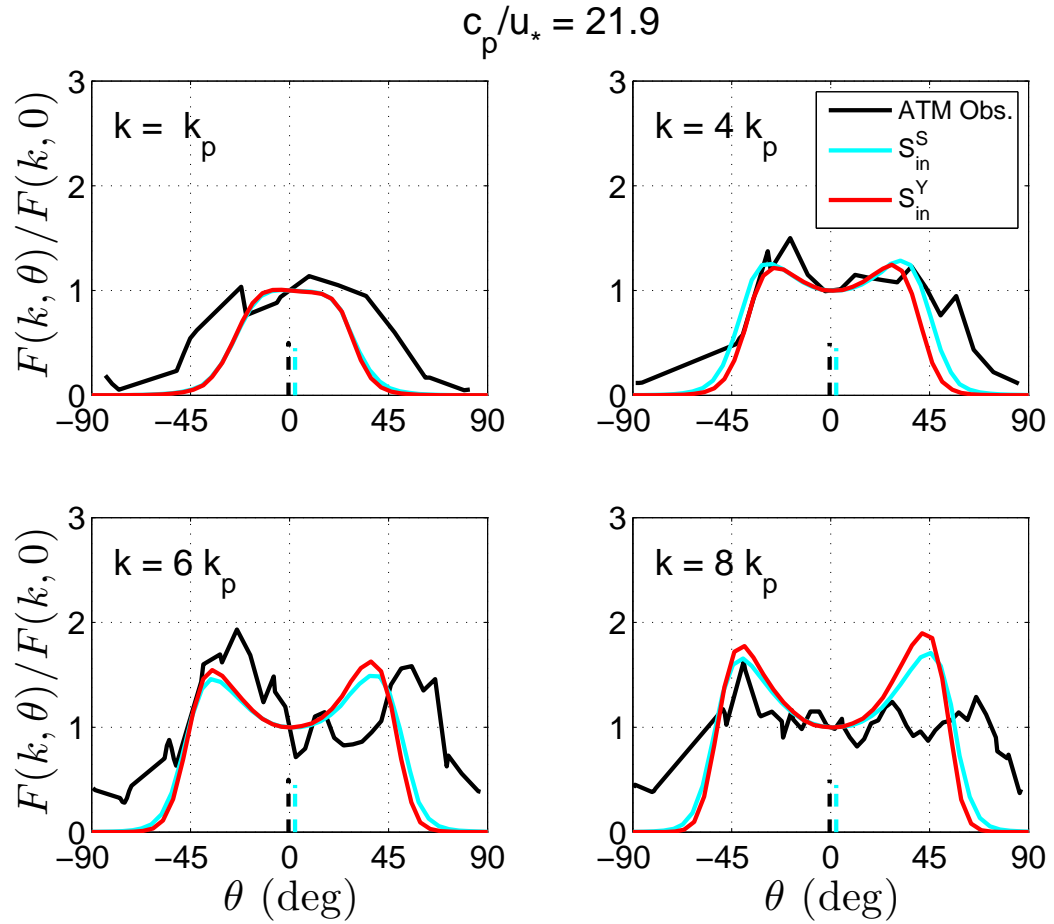 c_p/u_* = 21.9
3
2
1
0
F(k, θ)/F(k, 0)
k = k_p
−90 −45 0 45 90
3
2
1
0
k = 4 k_p
ATM Obs.
S_in^S
S_in^Y
−90 −45 0 45 90
3
2
1
0
F(k, θ)/F(k, 0)
k = 6 k_p
−90 −45 0 45 90
θ (deg)
3
2
1
0
k = 8 k_p
−90 −45 0 45 90
θ (deg)